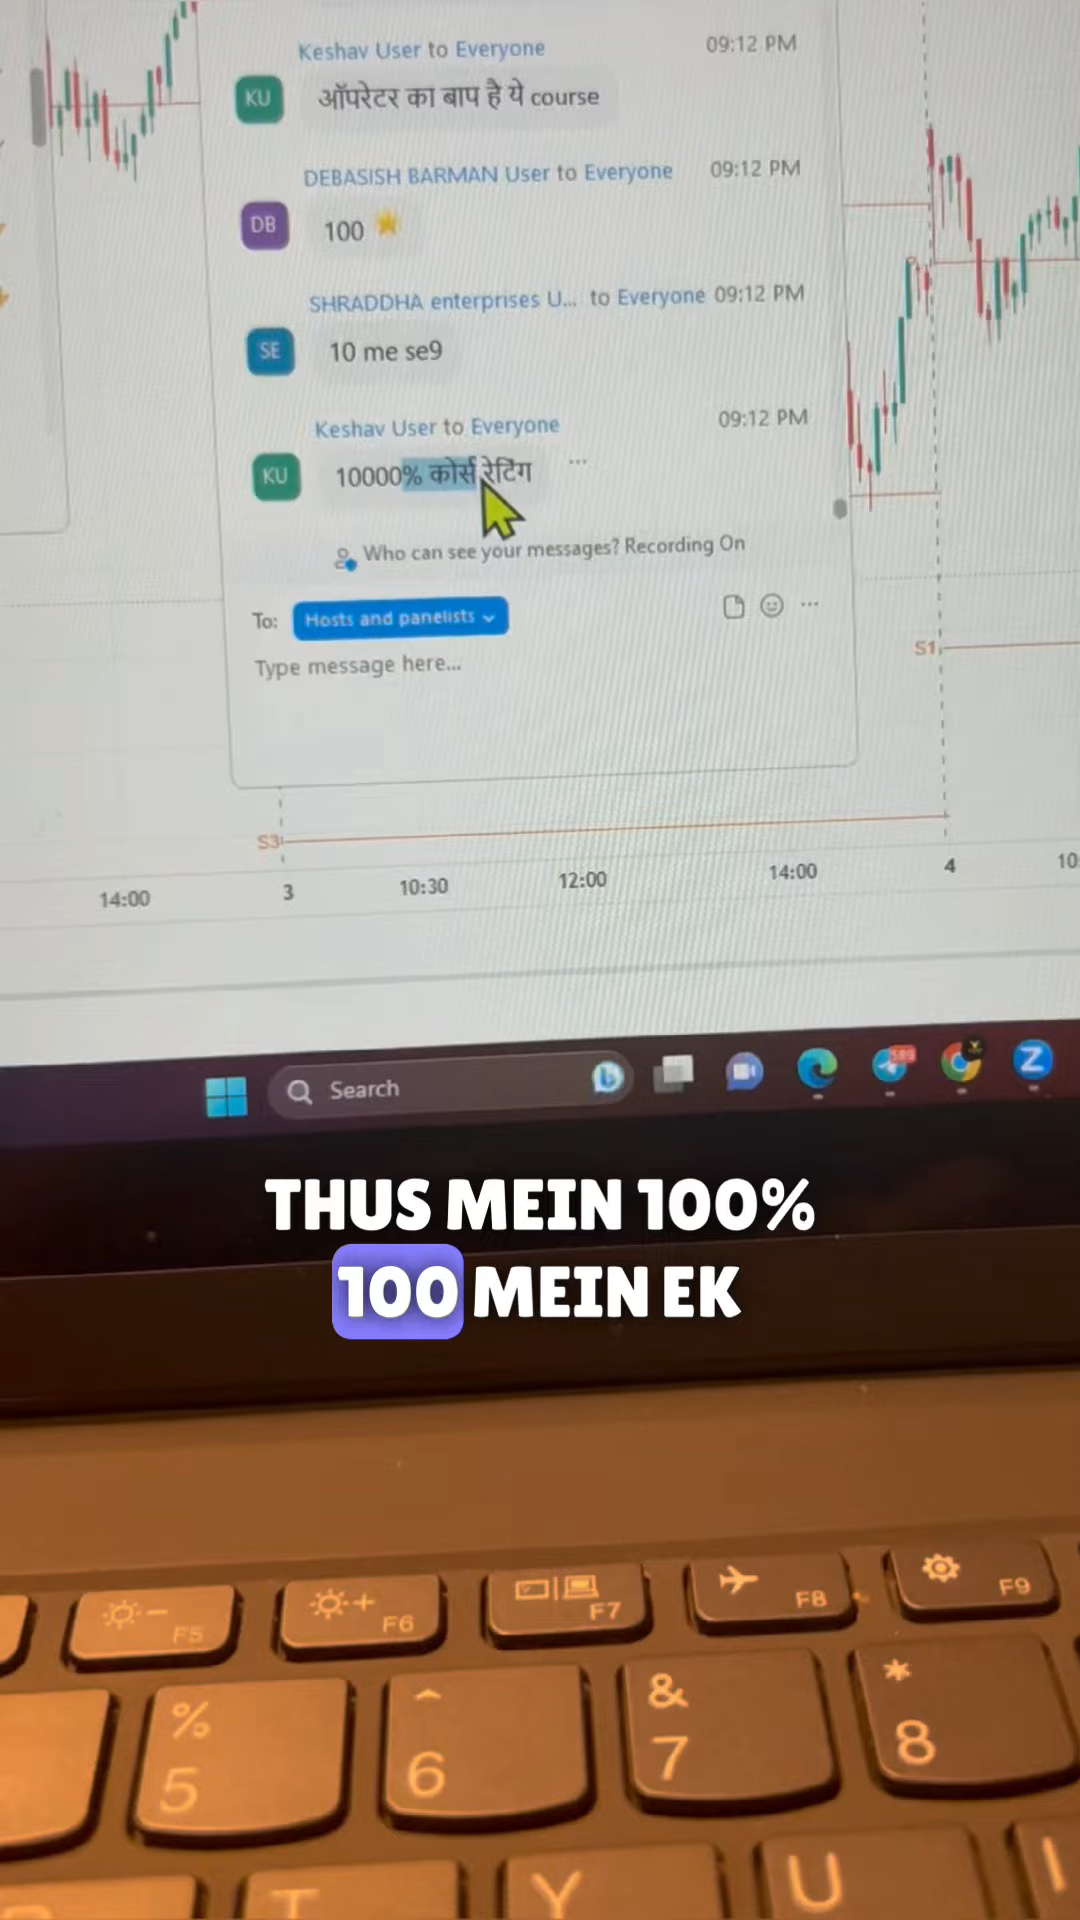 Keshav User to Everyone 09:12 PM
KU ऑपरेटर का बाप है ये course
DEBASISH BARMAN User to Everyone 09:12 PM
DB 100
SHRADDHA enterprises U... to Everyone 09:12 PM
SE 10 me se9
Keshav User to Everyone 09:12 PM
KU 10000% कोर्स रेटिंग ...
Who can see your messages? Recording On
To: Hosts and panelists
Type message here...
S1
S3
14:00 3 10:30 12:00 14:00 4 10:
Search
589
THUS MEIN 100%
100 MEIN EK
F5 F6 F7 F8 F9
% ^ & *
5 6 7 8
T Y U I